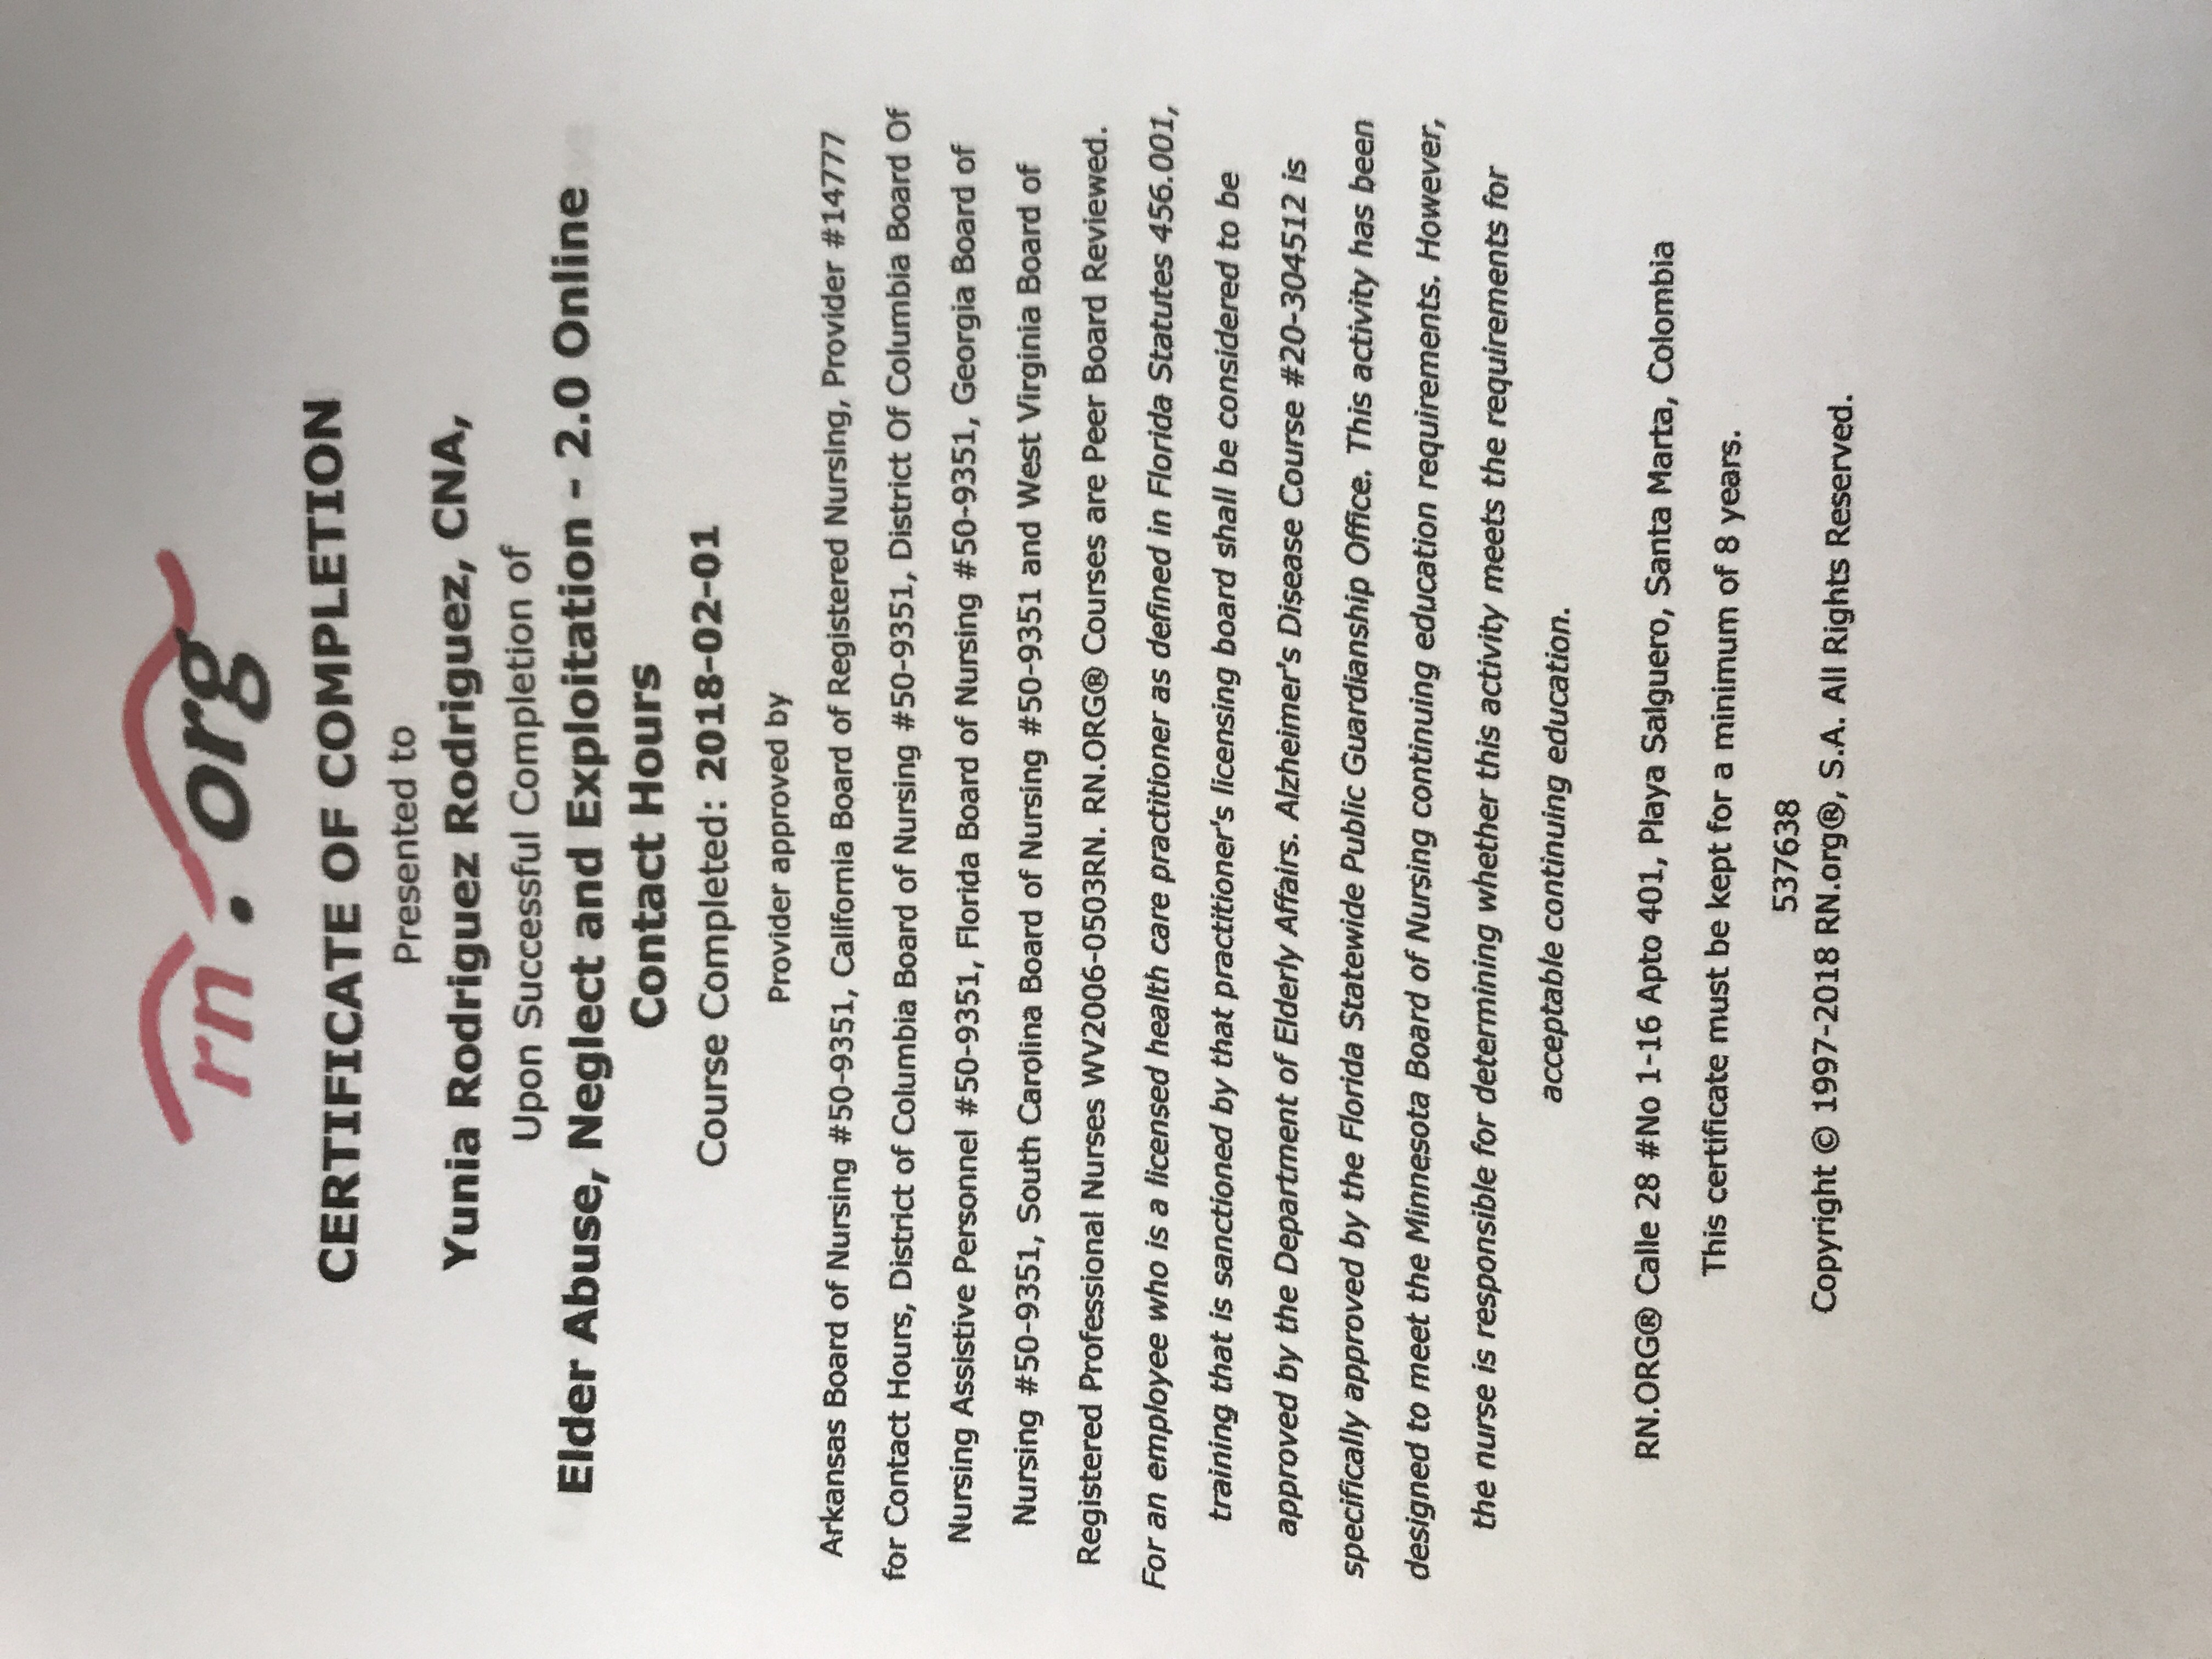 rn.org
CERTIFICATE OF COMPLETION
Presented to
Yunia Rodriguez Rodriguez, CNA,
Upon Successful Completion of
Elder Abuse, Neglect and Exploitation - 2.0 Online
Contact Hours
Course Completed: 2018-02-01
Provider approved by
Arkansas Board of Nursing #50-9351, California Board of Registered Nursing, Provider #14777
for Contact Hours, District of Columbia Board of Nursing #50-9351, District Of Columbia Board Of
Nursing Assistive Personnel #50-9351, Florida Board of Nursing #50-9351, Georgia Board of
Nursing #50-9351, South Carolina Board of Nursing #50-9351 and West Virginia Board of
Registered Professional Nurses WV2006-0503RN. RN.ORG® Courses are Peer Board Reviewed.
For an employee who is a licensed health care practitioner as defined in Florida Statutes 456.001,
training that is sanctioned by that practitioner's licensing board shall be considered to be
approved by the Department of Elderly Affairs. Alzheimer's Disease Course #20-304512 is
specifically approved by the Florida Statewide Public Guardianship Office. This activity has been
designed to meet the Minnesota Board of Nursing continuing education requirements. However,
the nurse is responsible for determining whether this activity meets the requirements for
acceptable continuing education.
RN.ORG® Calle 28 #No 1-16 Apto 401, Playa Salguero, Santa Marta, Colombia
This certificate must be kept for a minimum of 8 years.
537638
Copyright © 1997-2018 RN.org®, S.A. All Rights Reserved.